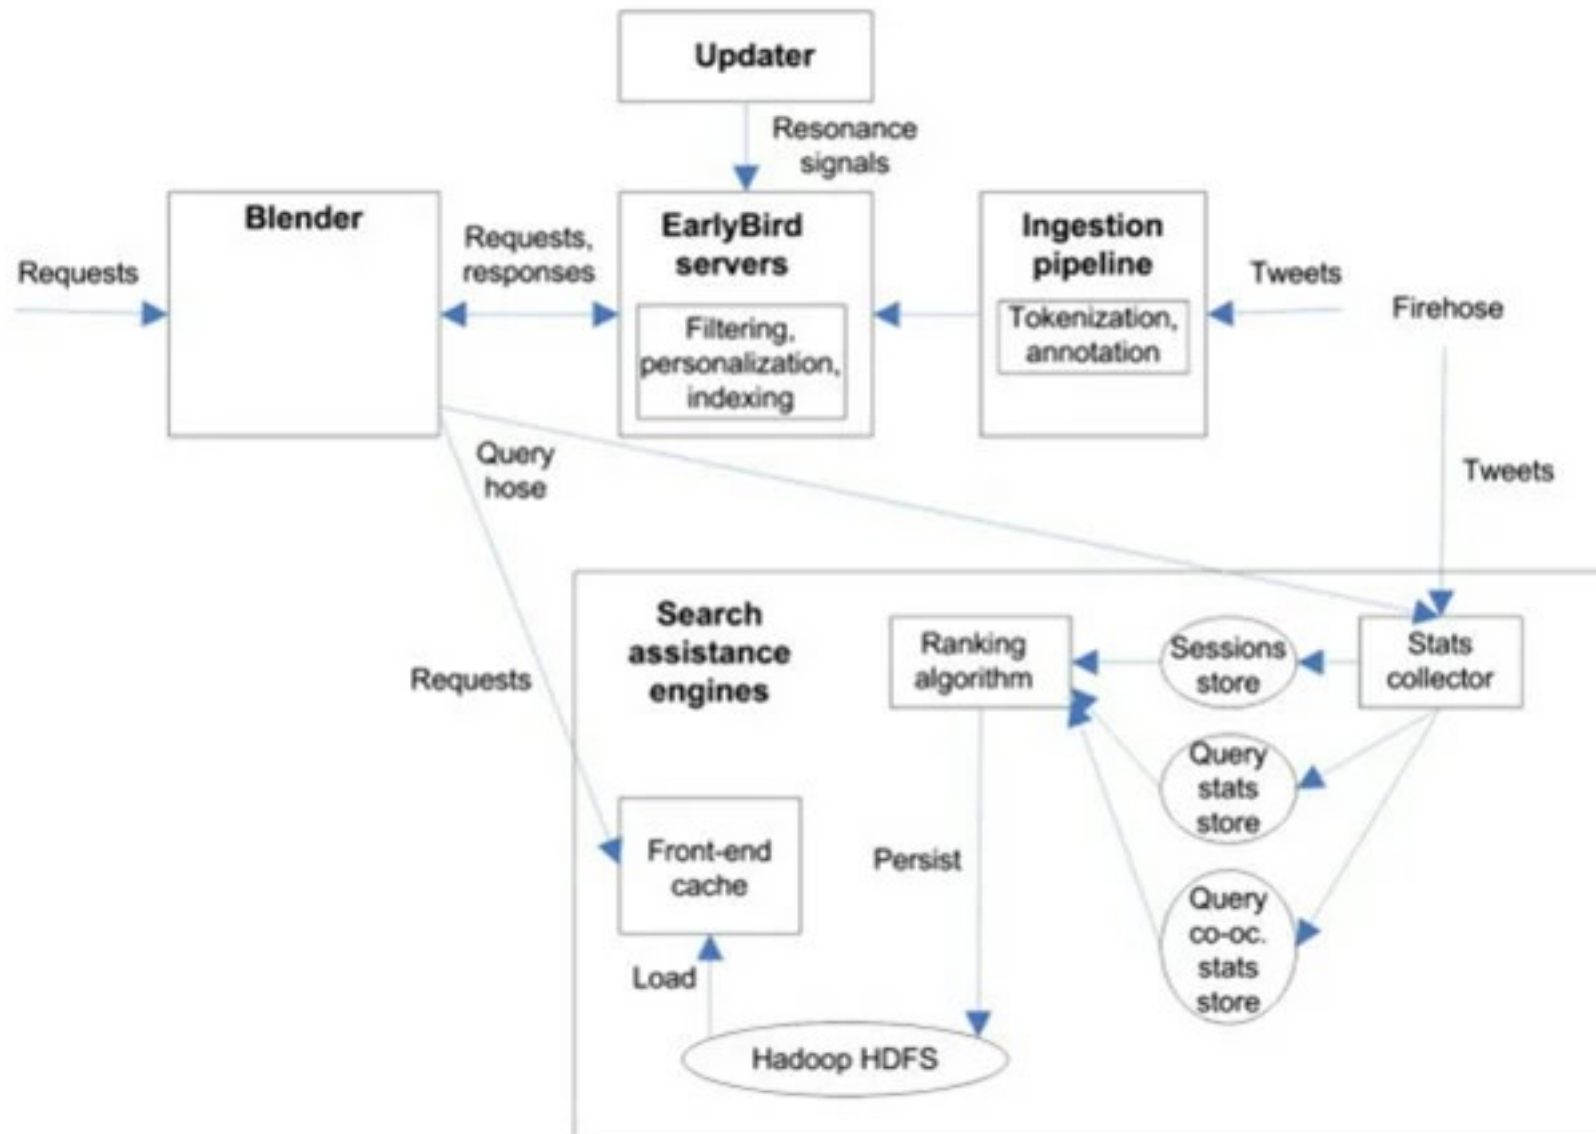 Updater
Resonance
signals
Blender
Requests
Requests,
responses
EarlyBird
servers
Filtering,
personalization,
indexing
Ingestion
pipeline
Tokenization,
annotation
Tweets
Firehose
Query
hose
Tweets
Requests
Search
assistance
engines
Ranking
algorithm
Sessions
store
Stats
collector
Query
stats
store
Query
co-oc.
stats
store
Front-end
cache
Persist
Load
Hadoop HDFS